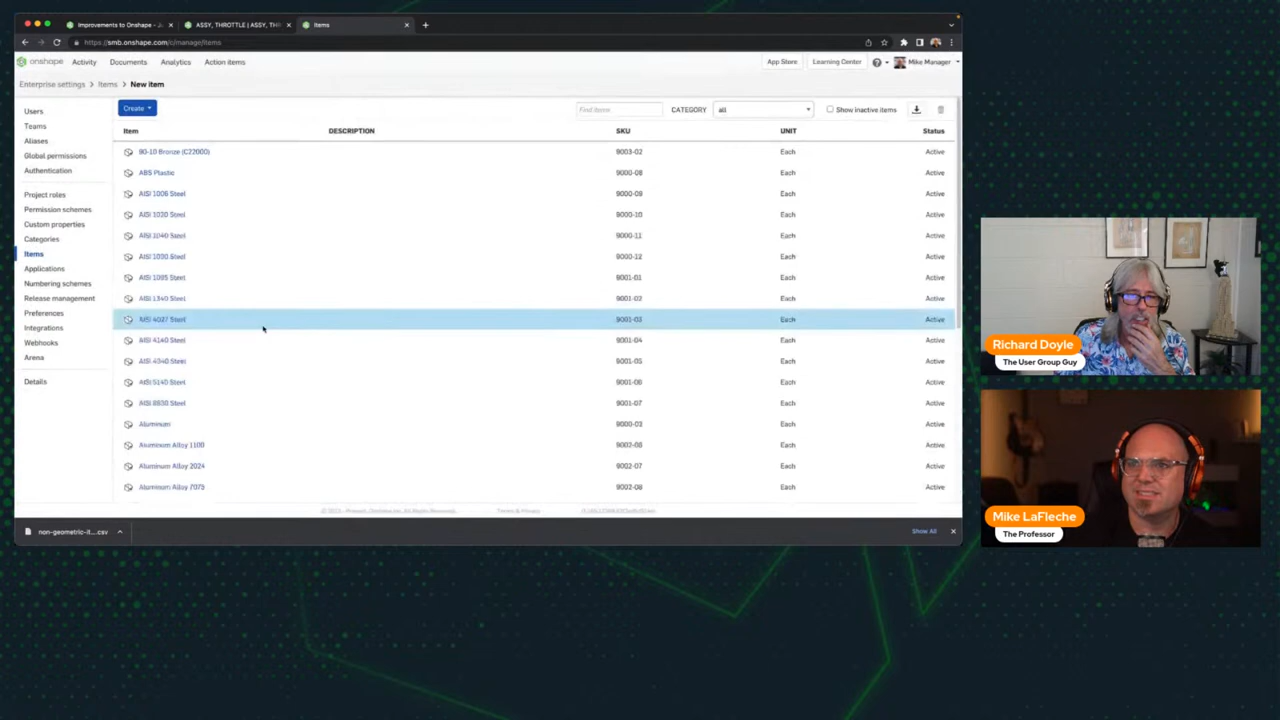 Improvements to Onshape - J
ASSY, THROTTLE | ASSY, THR
Items
https://smb.onshape.com/c/manage/items
onshape
Activity
Documents
Analytics
Action items
App Store
Learning Center
Mike Manager
Enterprise settings > Items > New item
Users
Teams
Aliases
Global permissions
Authentication
Project roles
Permission schemes
Custom properties
Categories
Items
Applications
Numbering schemes
Release management
Preferences
Integrations
Webhooks
Arena
Details
Create
Find items
CATEGORY
all
Show inactive items
Item DESCRIPTION SKU UNIT Status
90-10 Bronze (C22000) 9003-02 Each Active
ABS Plastic 9000-08 Each Active
AISI 1006 Steel 9000-09 Each Active
AISI 1020 Steel 9000-10 Each Active
AISI 1040 Steel 9000-11 Each Active
Steel 9000-12 Each Active
AISI 1095 Steel 9001-01 Each Active
AISI 1340 Steel 9001-02 Each Active
AISI 4027 Steel 9001-03 Each Active
AISI 4140 Steel 9001-04 Each Active
AISI 4340 Steel 9001-05 Each Active
AISI 5140 Steel 9001-06 Each Active
Steel 9001-07 Each Active
Aluminum 9000-03 Each Active
Aluminum Alloy 1100 Each Active
Aluminum Alloy 2024 9002-07 Each Active
Aluminum Alloy 7075 9002-08 Each Active
Terms & Privacy
non-geometric-it....csv
Show All
Richard Doyle
The User Group Guy
Mike LaFleche
The Professor